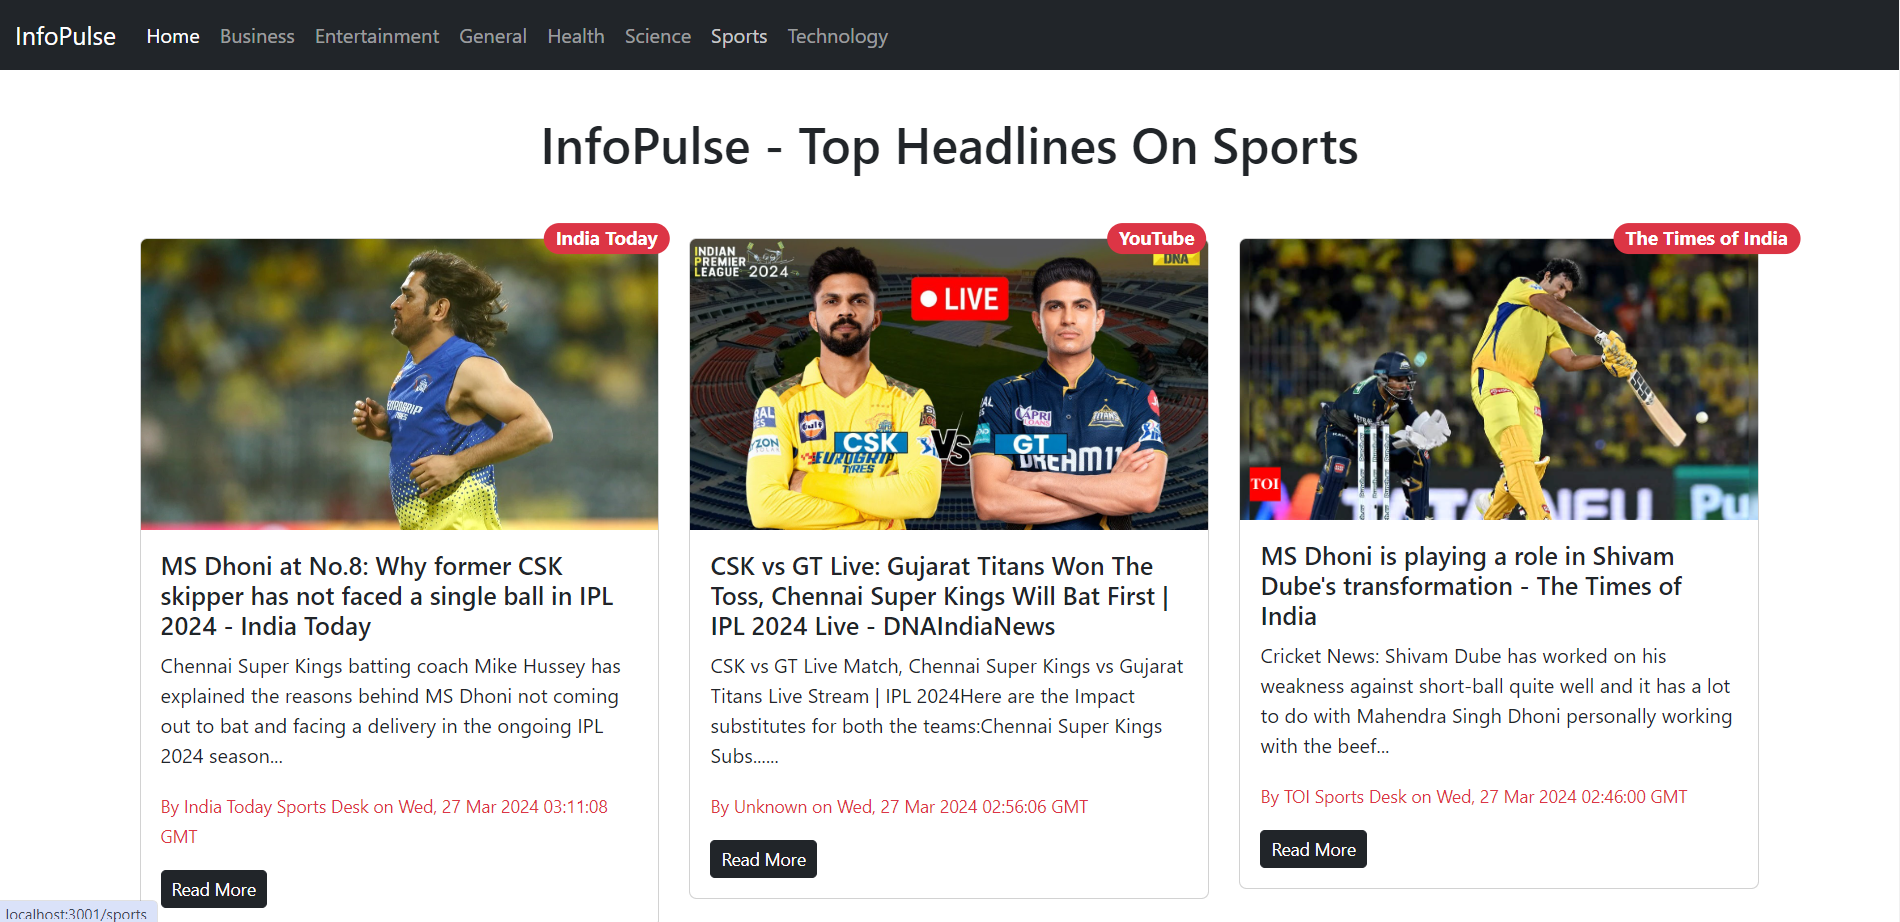 InfoPulse Home Business Entertainment General Health Science Sports Technology
InfoPulse - Top Headlines On Sports
India Today
EUROGRIP
MS Dhoni at No.8: Why former CSK
skipper has not faced a single ball in IPL
2024 - India Today
Chennai Super Kings batting coach Mike Hussey has
explained the reasons behind MS Dhoni not coming
out to bat and facing a delivery in the ongoing IPL
2024 season...
By India Today Sports Desk on Wed, 27 Mar 2024 03:11:08
GMT
Read More
YouTube
INDIAN
PREMIER
LEAGUE 2024
DNA
LIVE
Gulf
CSK
VS
GT
EUROGRIP
TYRES
CAPRI
LOANS
TITANS
DREAM11
CSK vs GT Live: Gujarat Titans Won The
Toss, Chennai Super Kings Will Bat First |
IPL 2024 Live - DNAIndiaNews
CSK vs GT Live Match, Chennai Super Kings vs Gujarat
Titans Live Stream | IPL 2024Here are the Impact
substitutes for both the teams:Chennai Super Kings
Subs......
By Unknown on Wed, 27 Mar 2024 02:56:06 GMT
Read More
The Times of India
TOI
MS Dhoni is playing a role in Shivam
Dube's transformation - The Times of
India
Cricket News: Shivam Dube has worked on his
weakness against short-ball quite well and it has a lot
to do with Mahendra Singh Dhoni personally working
with the beef...
By TOI Sports Desk on Wed, 27 Mar 2024 02:46:00 GMT
Read More
localhost:3001/sports